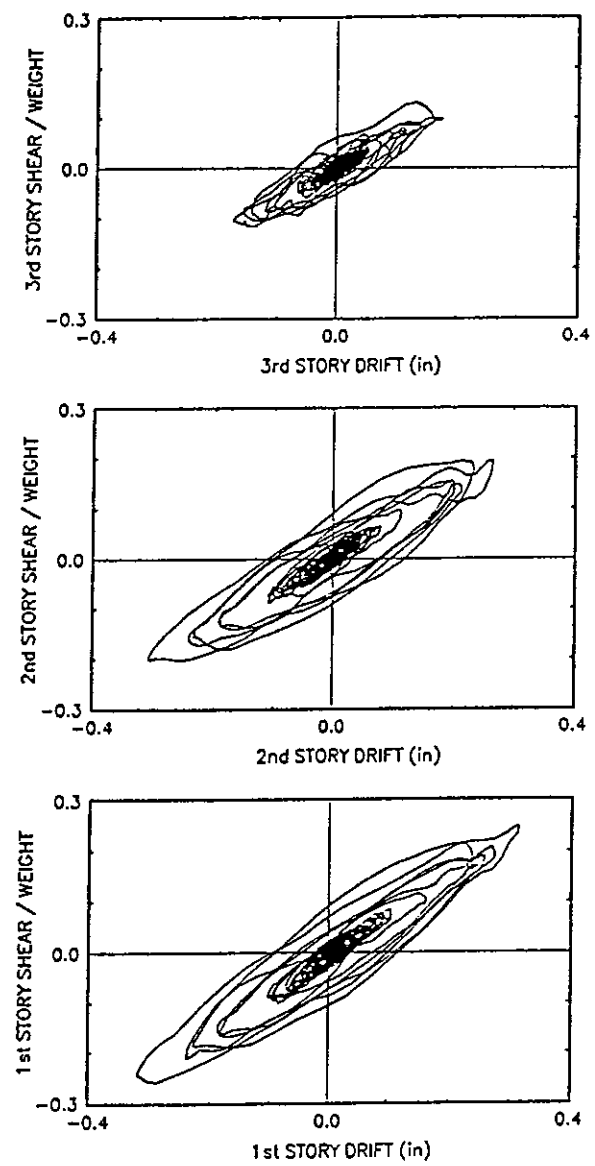 0.3
3rd STORY SHEAR / WEIGHT
0.0
-0.3
-0.4 0.0 0.4
3rd STORY DRIFT (in)
0.3
2nd STORY SHEAR / WEIGHT
0.0
-0.3
-0.4 0.0 0.4
2nd STORY DRIFT (in)
0.3
1st STORY SHEAR / WEIGHT
0.0
-0.3
-0.4 0.0 0.4
1st STORY DRIFT (in)